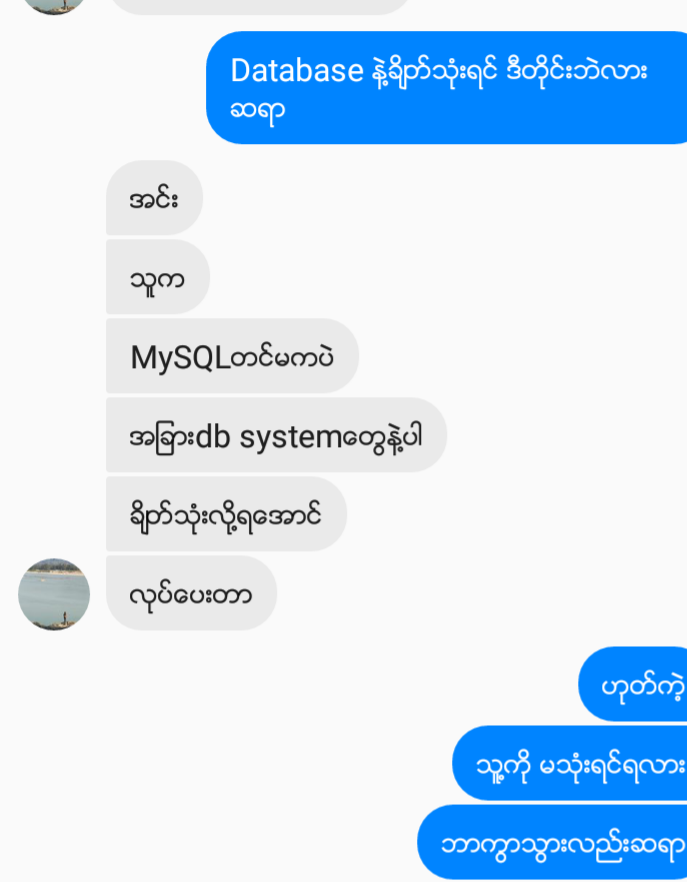 Database နဲ့ချိတ်သုံးရင် ဒီတိုင်းဘဲလား
ဆရာ
အင်း
သူက
MySQLတင်မကပဲ
အခြားdb systemတွေနဲ့ပါ
ချိတ်သုံးလို့ရအောင်
လုပ်ပေးတာ
ဟုတ်ကဲ့
သူ့ကို မသုံးရင်ရလား
ဘာကွာသွားလည်းဆရာ